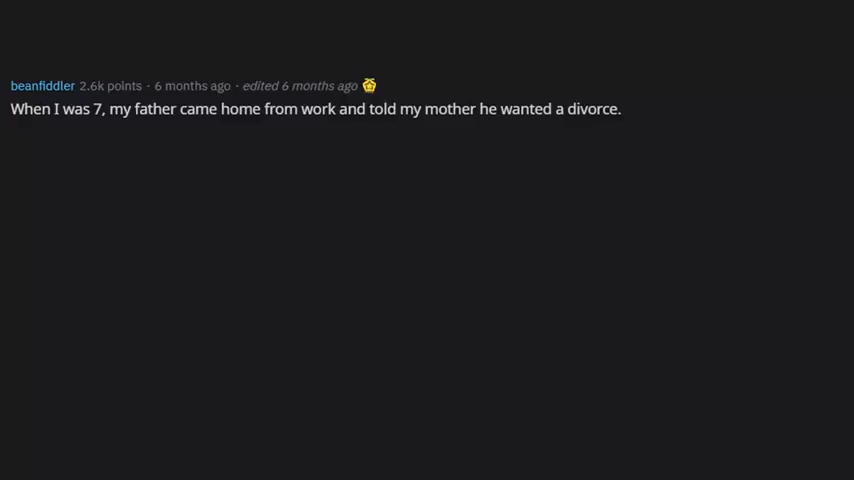 beanfiddler 2.6k points · 6 months ago · edited 6 months ago
When I was 7, my father came home from work and told my mother he wanted a divorce.